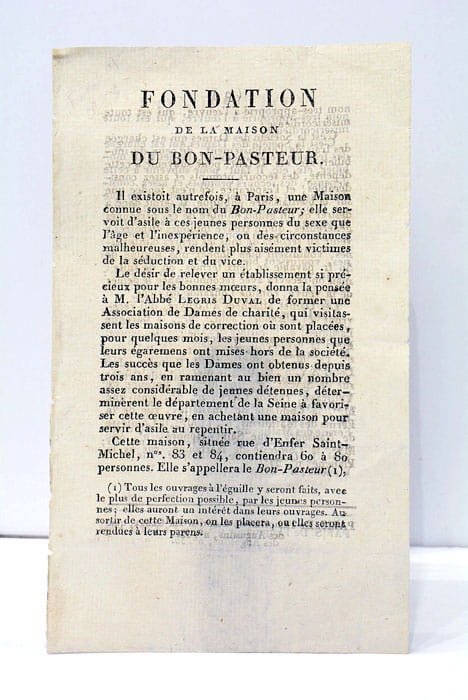 FONDATION
DE LA MAISON
DU BON-PASTEUR.
Il existoit autrefois, à Paris, une Maison
connue sous le nom du Bon-Pasteur; elle ser-
voit d'asile à ces jeunes personnes du sexe que
l'âge et l'inexpérience, ou des circonstances
malheureuses, rendent plus aisément victimes
de la séduction et du vice.
Le désir de relever un établissement si pré-
cieux pour les bonnes mœurs, donna la pensée
à M. l'Abbé LEGRIS DUVAL de former une
Association de Dames de charité, qui visitas-
sent les maisons de correction où sont placées,
pour quelques mois, les jeunes personnes que
leurs égaremens ont mises hors de la société.
Les succès que les Dames ont obtenus depuis
trois ans, en ramenant au bien un nombre
assez considérable de jeunes détenues, déter-
minèrent le département de la Seine à favori-
ser cette œuvre, en achetant une maison pour
servir d'asile au repentir.
Cette maison, située rue d'Enfer Saint-
Michel, nos. 83 et 84, contiendra 60 à 80
personnes. Elle s'appellera le Bon-Pasteur (1),
(1) Tous les ouvrages à l'éguille y seront faits, avec
le plus de perfection possible, par les jeunes person-
nes; elles auront un intérêt dans leurs ouvrages. Au
sortir de cette Maison, on les placera, ou elles seront
rendues à leurs parens.